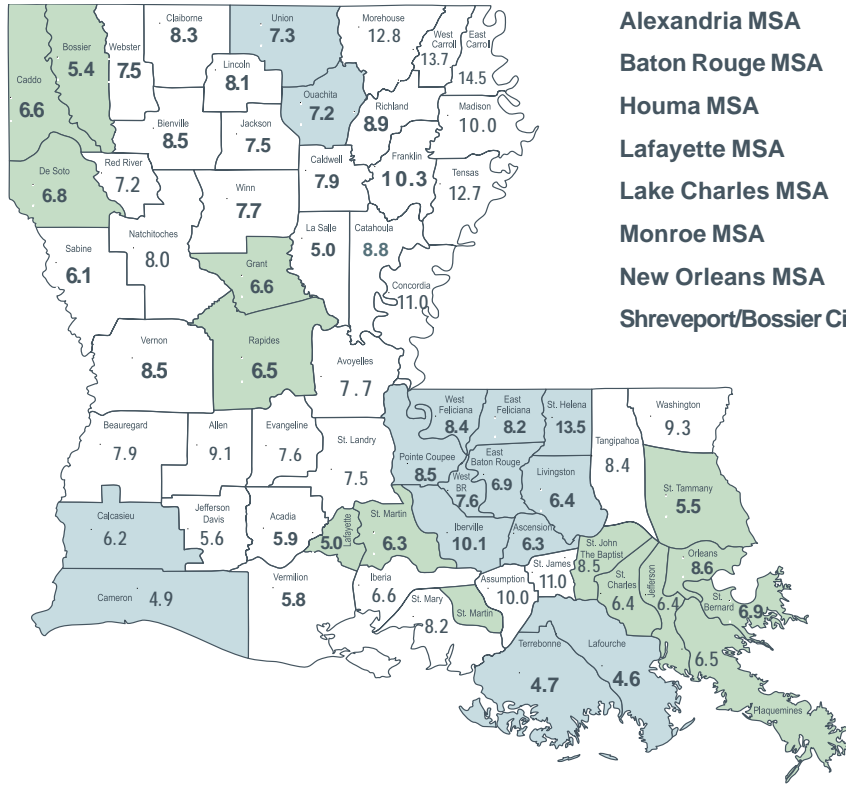 Claiborne
8.3
Union
7.3
Morehouse
12.8
West
Carroll
13.7
East
Carrol
14.5
Bossier
5.4
Webster
7.5
Caddo
6.6
Lincoln
8.1
Ouachita
7.2
Richland
8.9
Madison
10.0
Bienville
8.5
Jackson
7.5
Caldwell
7.9
Franklin
10.3
Tensas
12.7
De Soto
6.8
Red River
7.2
Winn
7.7
Natchitoches
8.0
Sabine
6.1
Grant
6.6
La Salle
5.0
Catahoula
8.8
Concordia
11.0
Vernon
8.5
Rapides
6.5
Avoyelles
7.7
Beauregard
7.9
Allen
9.1
Evangeline
7.6
St. Landry
7.5
Pointe Coupee
8.5
West
Feliciana
8.4
East
Feliciana
8.2
St. Helena
13.5
Tangipahoa
8.4
Washington
9.3
West
BR
7.6
East
Baton Rouge
6.9
Livingston
6.4
St. Tammany
5.5
Calcasieu
6.2
Jefferson
Davis
5.6
Acadia
5.9
Lafayette
5.0
St. Martin
6.3
Iberville
10.1
Ascension
6.3
St. John
The Baptist
8.5
St.
Charles
6.4
Jefferson
6.4
Orleans
8.6
St.
Bernard
6.9
Cameron
4.9
Vermilion
5.8
Iberia
6.6
St. Mary
8.2
St. Martin
Assumption
10.0
St. James
11.0
Terrebonne
4.7
Lafourche
4.6
6.5
Plaquemines
Alexandria MSA
Baton Rouge MSA
Houma MSA
Lafayette MSA
Lake Charles MSA
Monroe MSA
New Orleans MSA
Shreveport/Bossier Ci